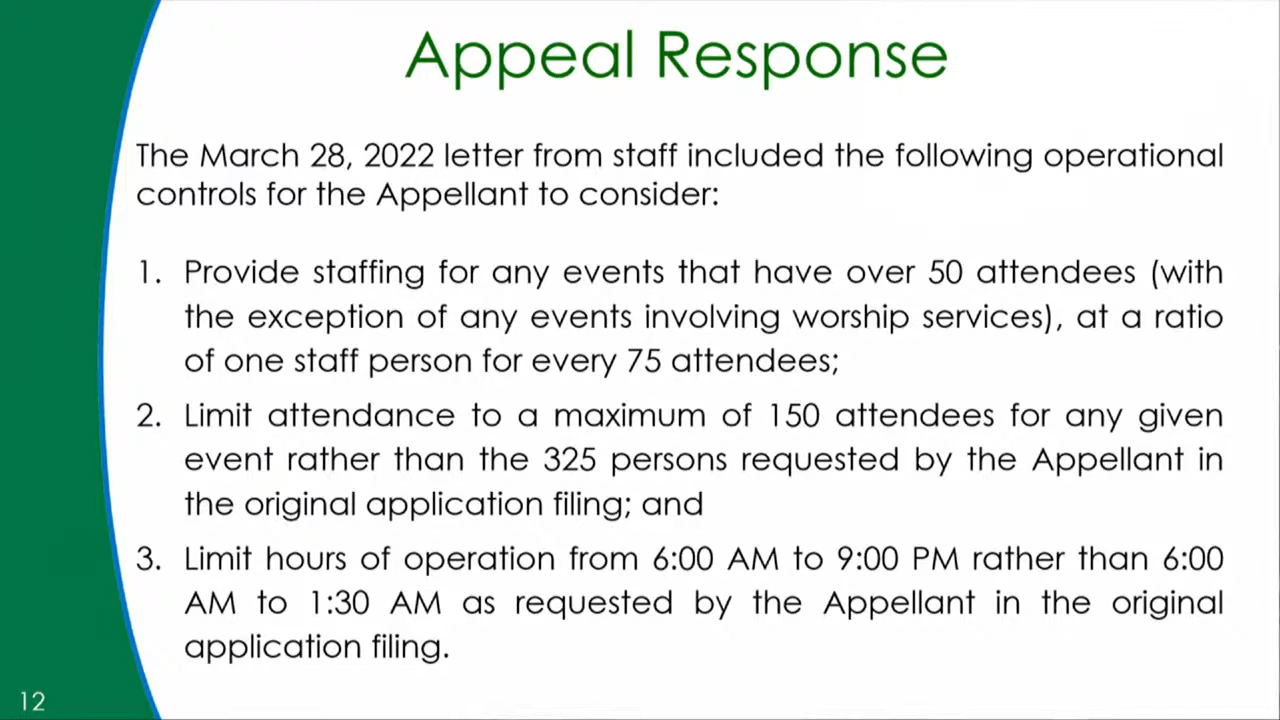 Appeal Response
The March 28, 2022 letter from staff included the following operational
controls for the Appellant to consider:
1. Provide staffing for any events that have over 50 attendees (with
the exception of any events involving worship services), at a ratio
of one staff person for every 75 attendees;
2. Limit attendance to a maximum of 150 attendees for any given
event rather than the 325 persons requested by the Appellant in
the original application filing; and
3. Limit hours of operation from 6:00 AM to 9:00 PM rather than 6:00
AM to 1:30 AM as requested by the Appellant in the original
application filing.
12